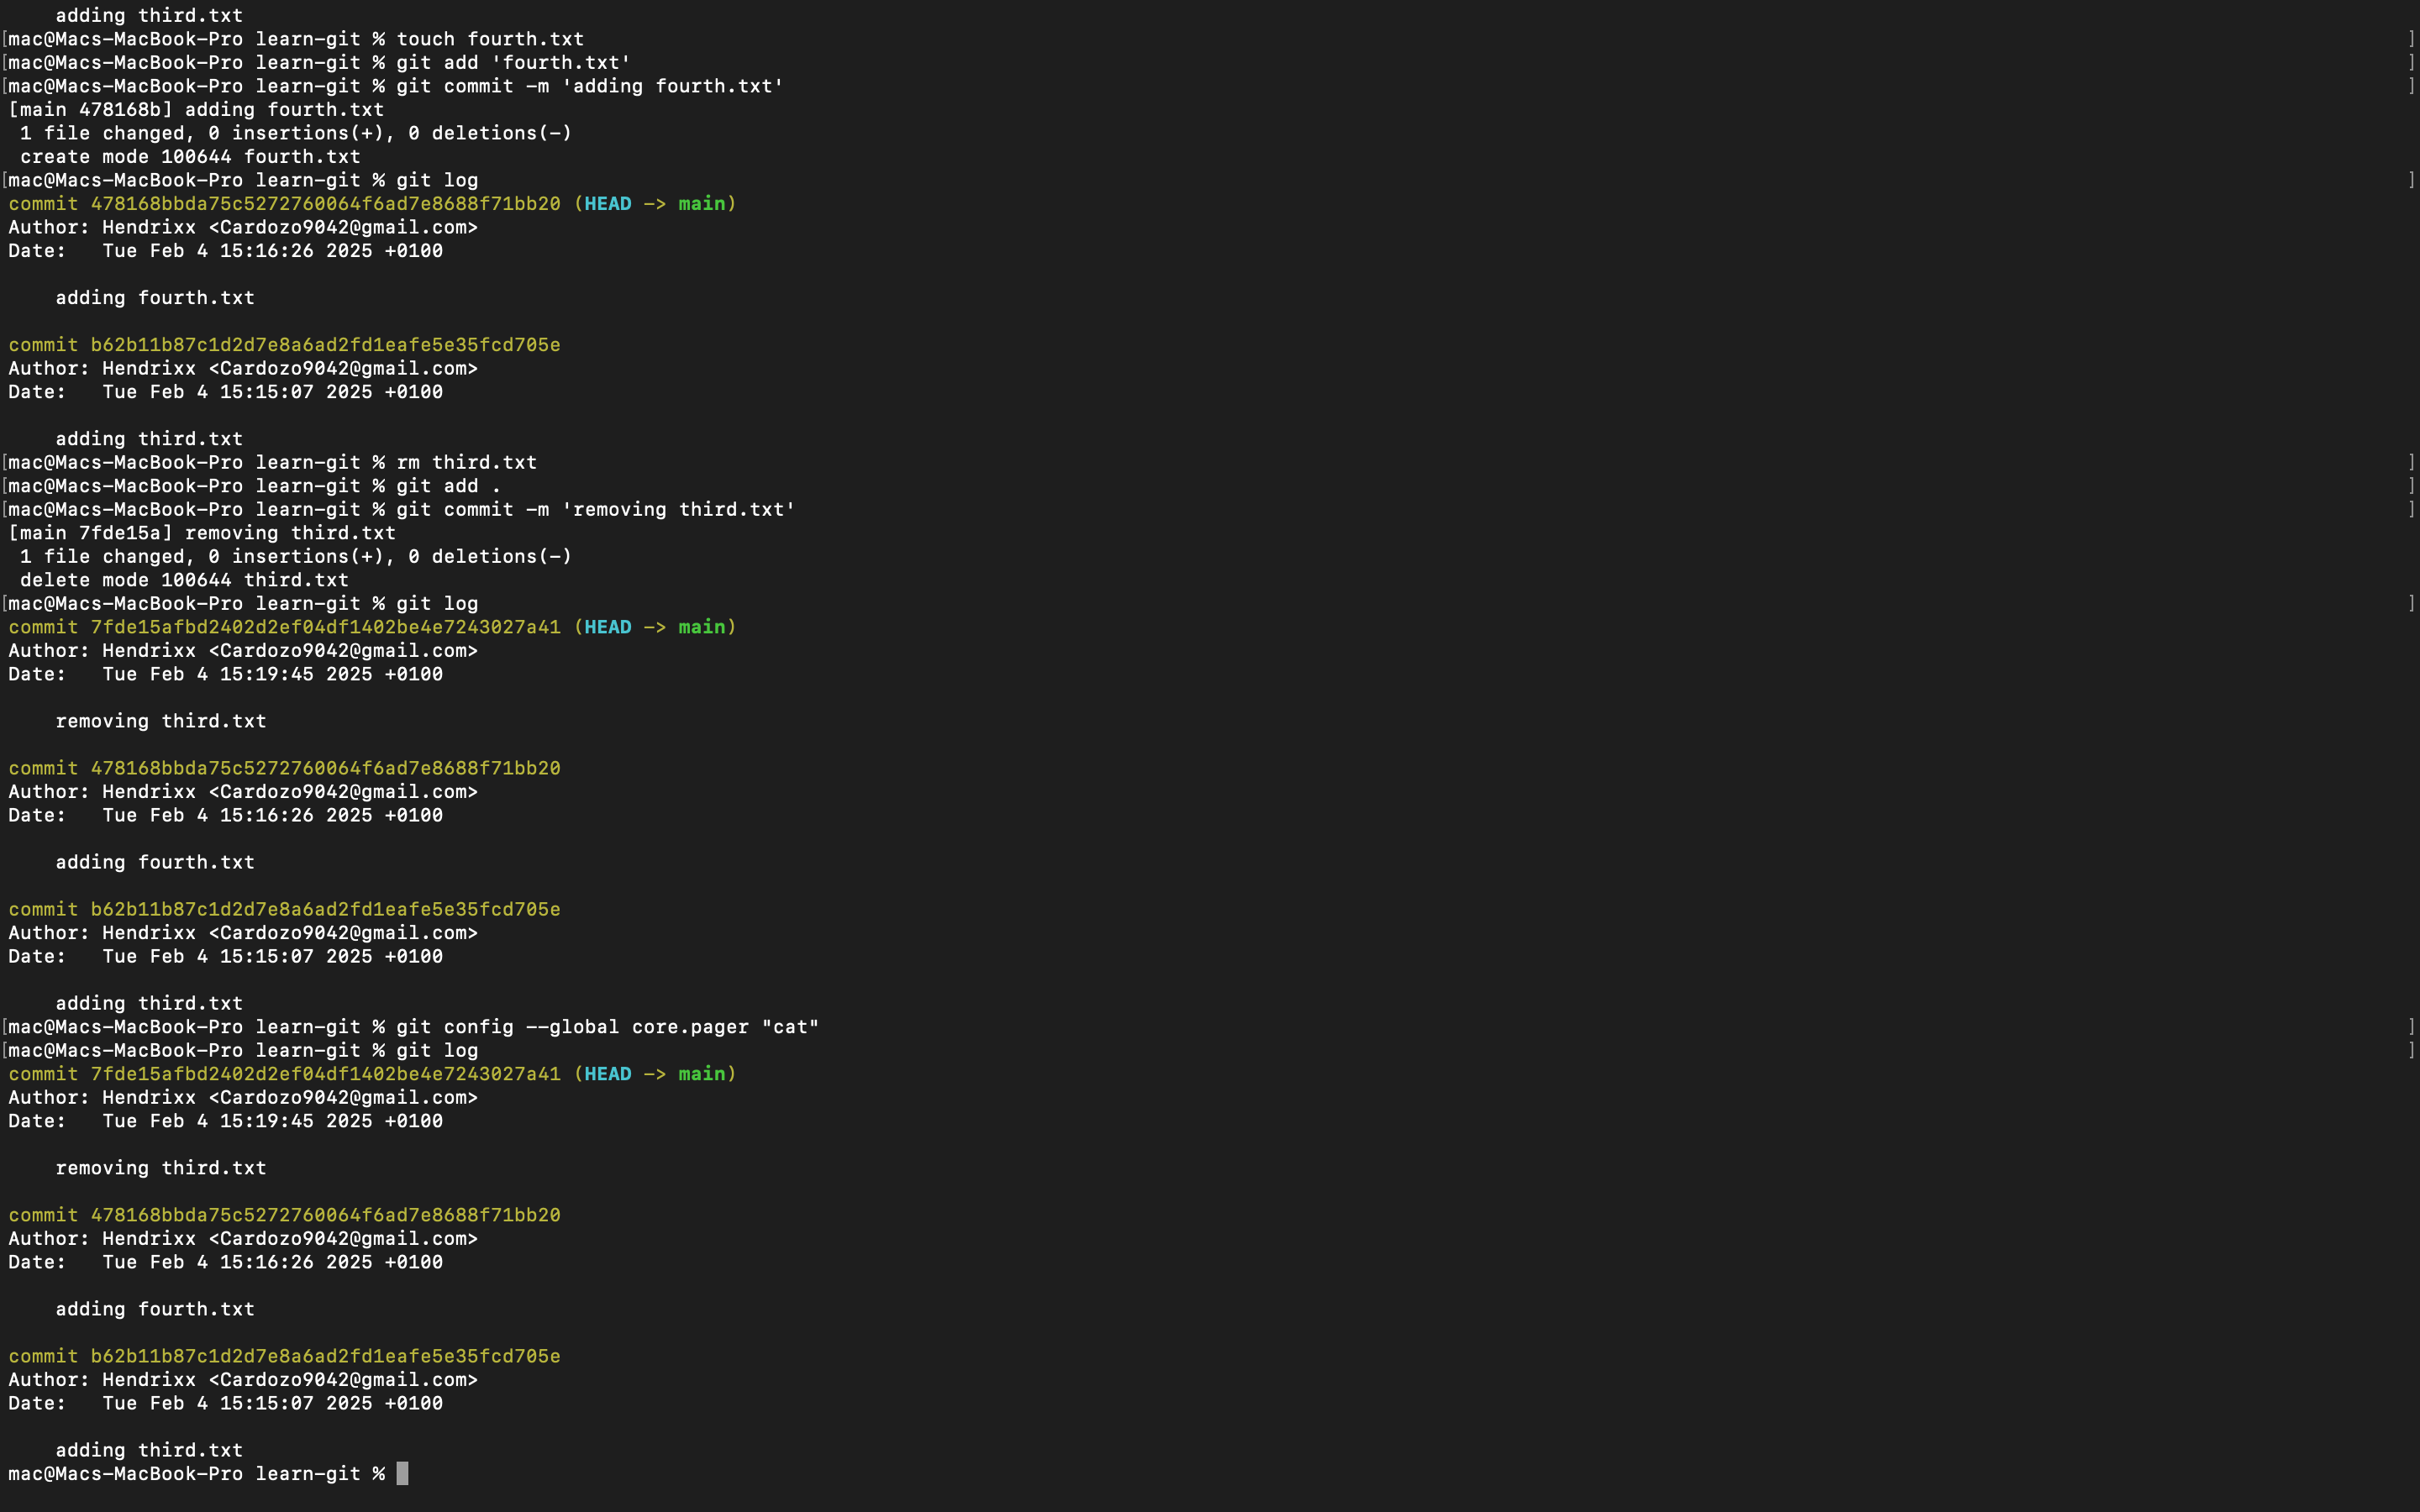 adding third.txt
[mac@Macs-MacBook-Pro learn-git % touch fourth.txt ]
[mac@Macs-MacBook-Pro learn-git % git add 'fourth.txt' ]
[mac@Macs-MacBook-Pro learn-git % git commit -m 'adding fourth.txt' ]
[main 478168b] adding fourth.txt
 1 file changed, 0 insertions(+), 0 deletions(-)
 create mode 100644 fourth.txt
[mac@Macs-MacBook-Pro learn-git % git log ]
commit 478168bbda75c5272760064f6ad7e8688f71bb20 (HEAD -> main)
Author: Hendrixx <Cardozo9042@gmail.com>
Date:   Tue Feb 4 15:16:26 2025 +0100

    adding fourth.txt

commit b62b11b87c1d2d7e8a6ad2fd1eafe5e35fcd705e
Author: Hendrixx <Cardozo9042@gmail.com>
Date:   Tue Feb 4 15:15:07 2025 +0100

    adding third.txt
[mac@Macs-MacBook-Pro learn-git % rm third.txt ]
[mac@Macs-MacBook-Pro learn-git % git add . ]
[mac@Macs-MacBook-Pro learn-git % git commit -m 'removing third.txt' ]
[main 7fde15a] removing third.txt
 1 file changed, 0 insertions(+), 0 deletions(-)
 delete mode 100644 third.txt
[mac@Macs-MacBook-Pro learn-git % git log ]
commit 7fde15afbd2402d2ef04df1402be4e7243027a41 (HEAD -> main)
Author: Hendrixx <Cardozo9042@gmail.com>
Date:   Tue Feb 4 15:19:45 2025 +0100

    removing third.txt

commit 478168bbda75c5272760064f6ad7e8688f71bb20
Author: Hendrixx <Cardozo9042@gmail.com>
Date:   Tue Feb 4 15:16:26 2025 +0100

    adding fourth.txt

commit b62b11b87c1d2d7e8a6ad2fd1eafe5e35fcd705e
Author: Hendrixx <Cardozo9042@gmail.com>
Date:   Tue Feb 4 15:15:07 2025 +0100

    adding third.txt
[mac@Macs-MacBook-Pro learn-git % git config --global core.pager "cat" ]
[mac@Macs-MacBook-Pro learn-git % git log ]
commit 7fde15afbd2402d2ef04df1402be4e7243027a41 (HEAD -> main)
Author: Hendrixx <Cardozo9042@gmail.com>
Date:   Tue Feb 4 15:19:45 2025 +0100

    removing third.txt

commit 478168bbda75c5272760064f6ad7e8688f71bb20
Author: Hendrixx <Cardozo9042@gmail.com>
Date:   Tue Feb 4 15:16:26 2025 +0100

    adding fourth.txt

commit b62b11b87c1d2d7e8a6ad2fd1eafe5e35fcd705e
Author: Hendrixx <Cardozo9042@gmail.com>
Date:   Tue Feb 4 15:15:07 2025 +0100

    adding third.txt
mac@Macs-MacBook-Pro learn-git %